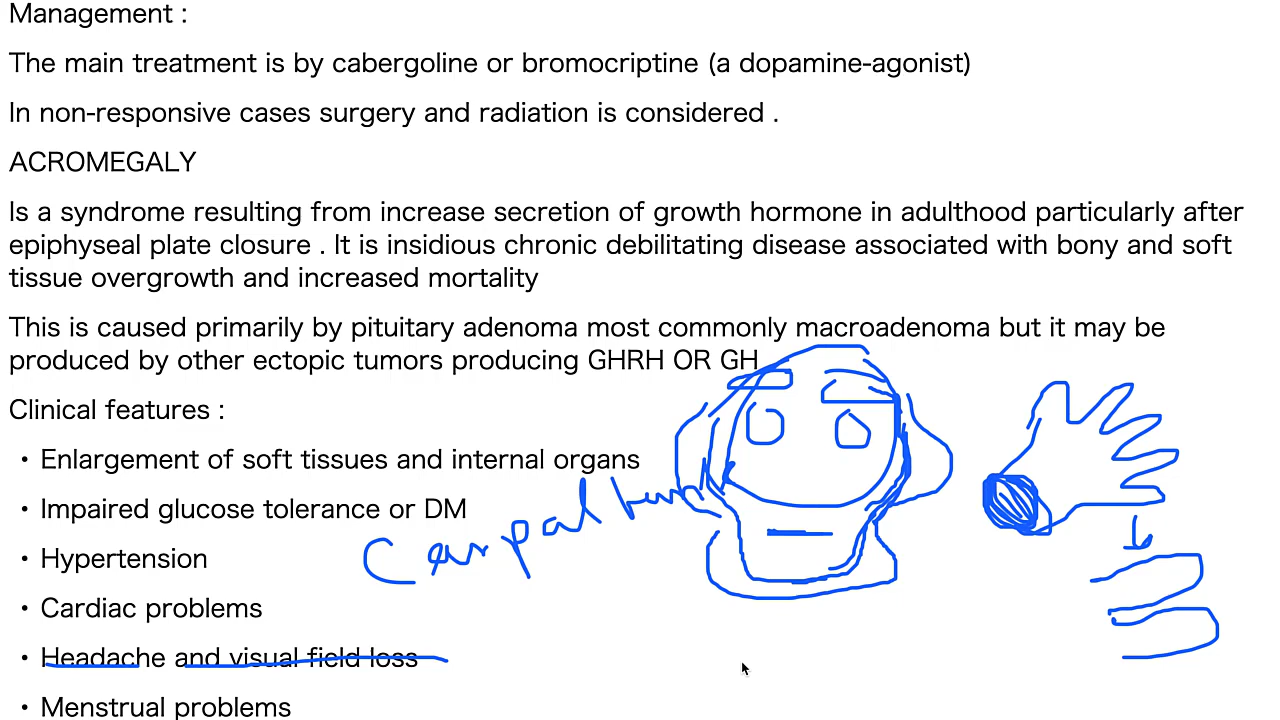 Management :
The main treatment is by cabergoline or bromocriptine (a dopamine-agonist)
In non-responsive cases surgery and radiation is considered .
ACROMEGALY
Is a syndrome resulting from increase secretion of growth hormone in adulthood particularly after
epiphyseal plate closure . It is insidious chronic debilitating disease associated with bony and soft
tissue overgrowth and increased mortality
This is caused primarily by pituitary adenoma most commonly macroadenoma but it may be
produced by other ectopic tumors producing GHRH OR GH
Clinical features :
• Enlargement of soft tissues and internal organs
• Impaired glucose tolerance or DM
Carpal
• Hypertension
• Cardiac problems
• Headache and visual field loss
• Menstrual problems